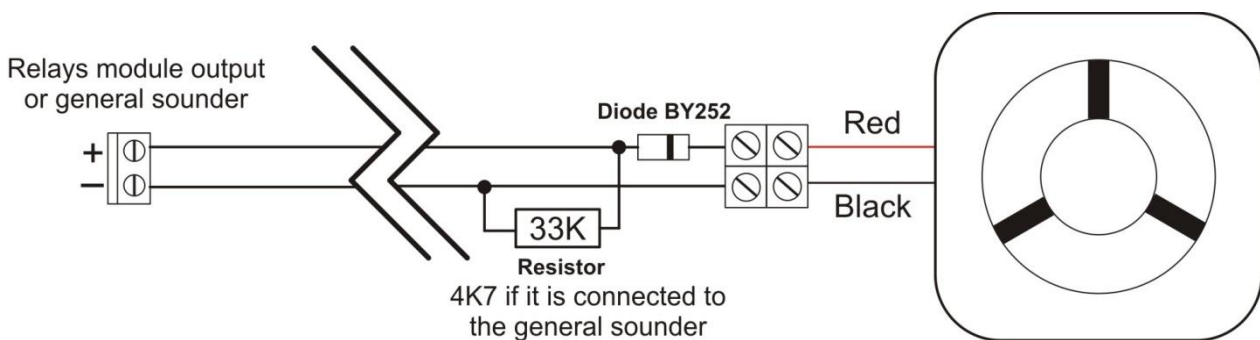 Relays module output
or general sounder
+
−
Diode BY252
Red
Black
33K
Resistor
4K7 if it is connected to
the general sounder